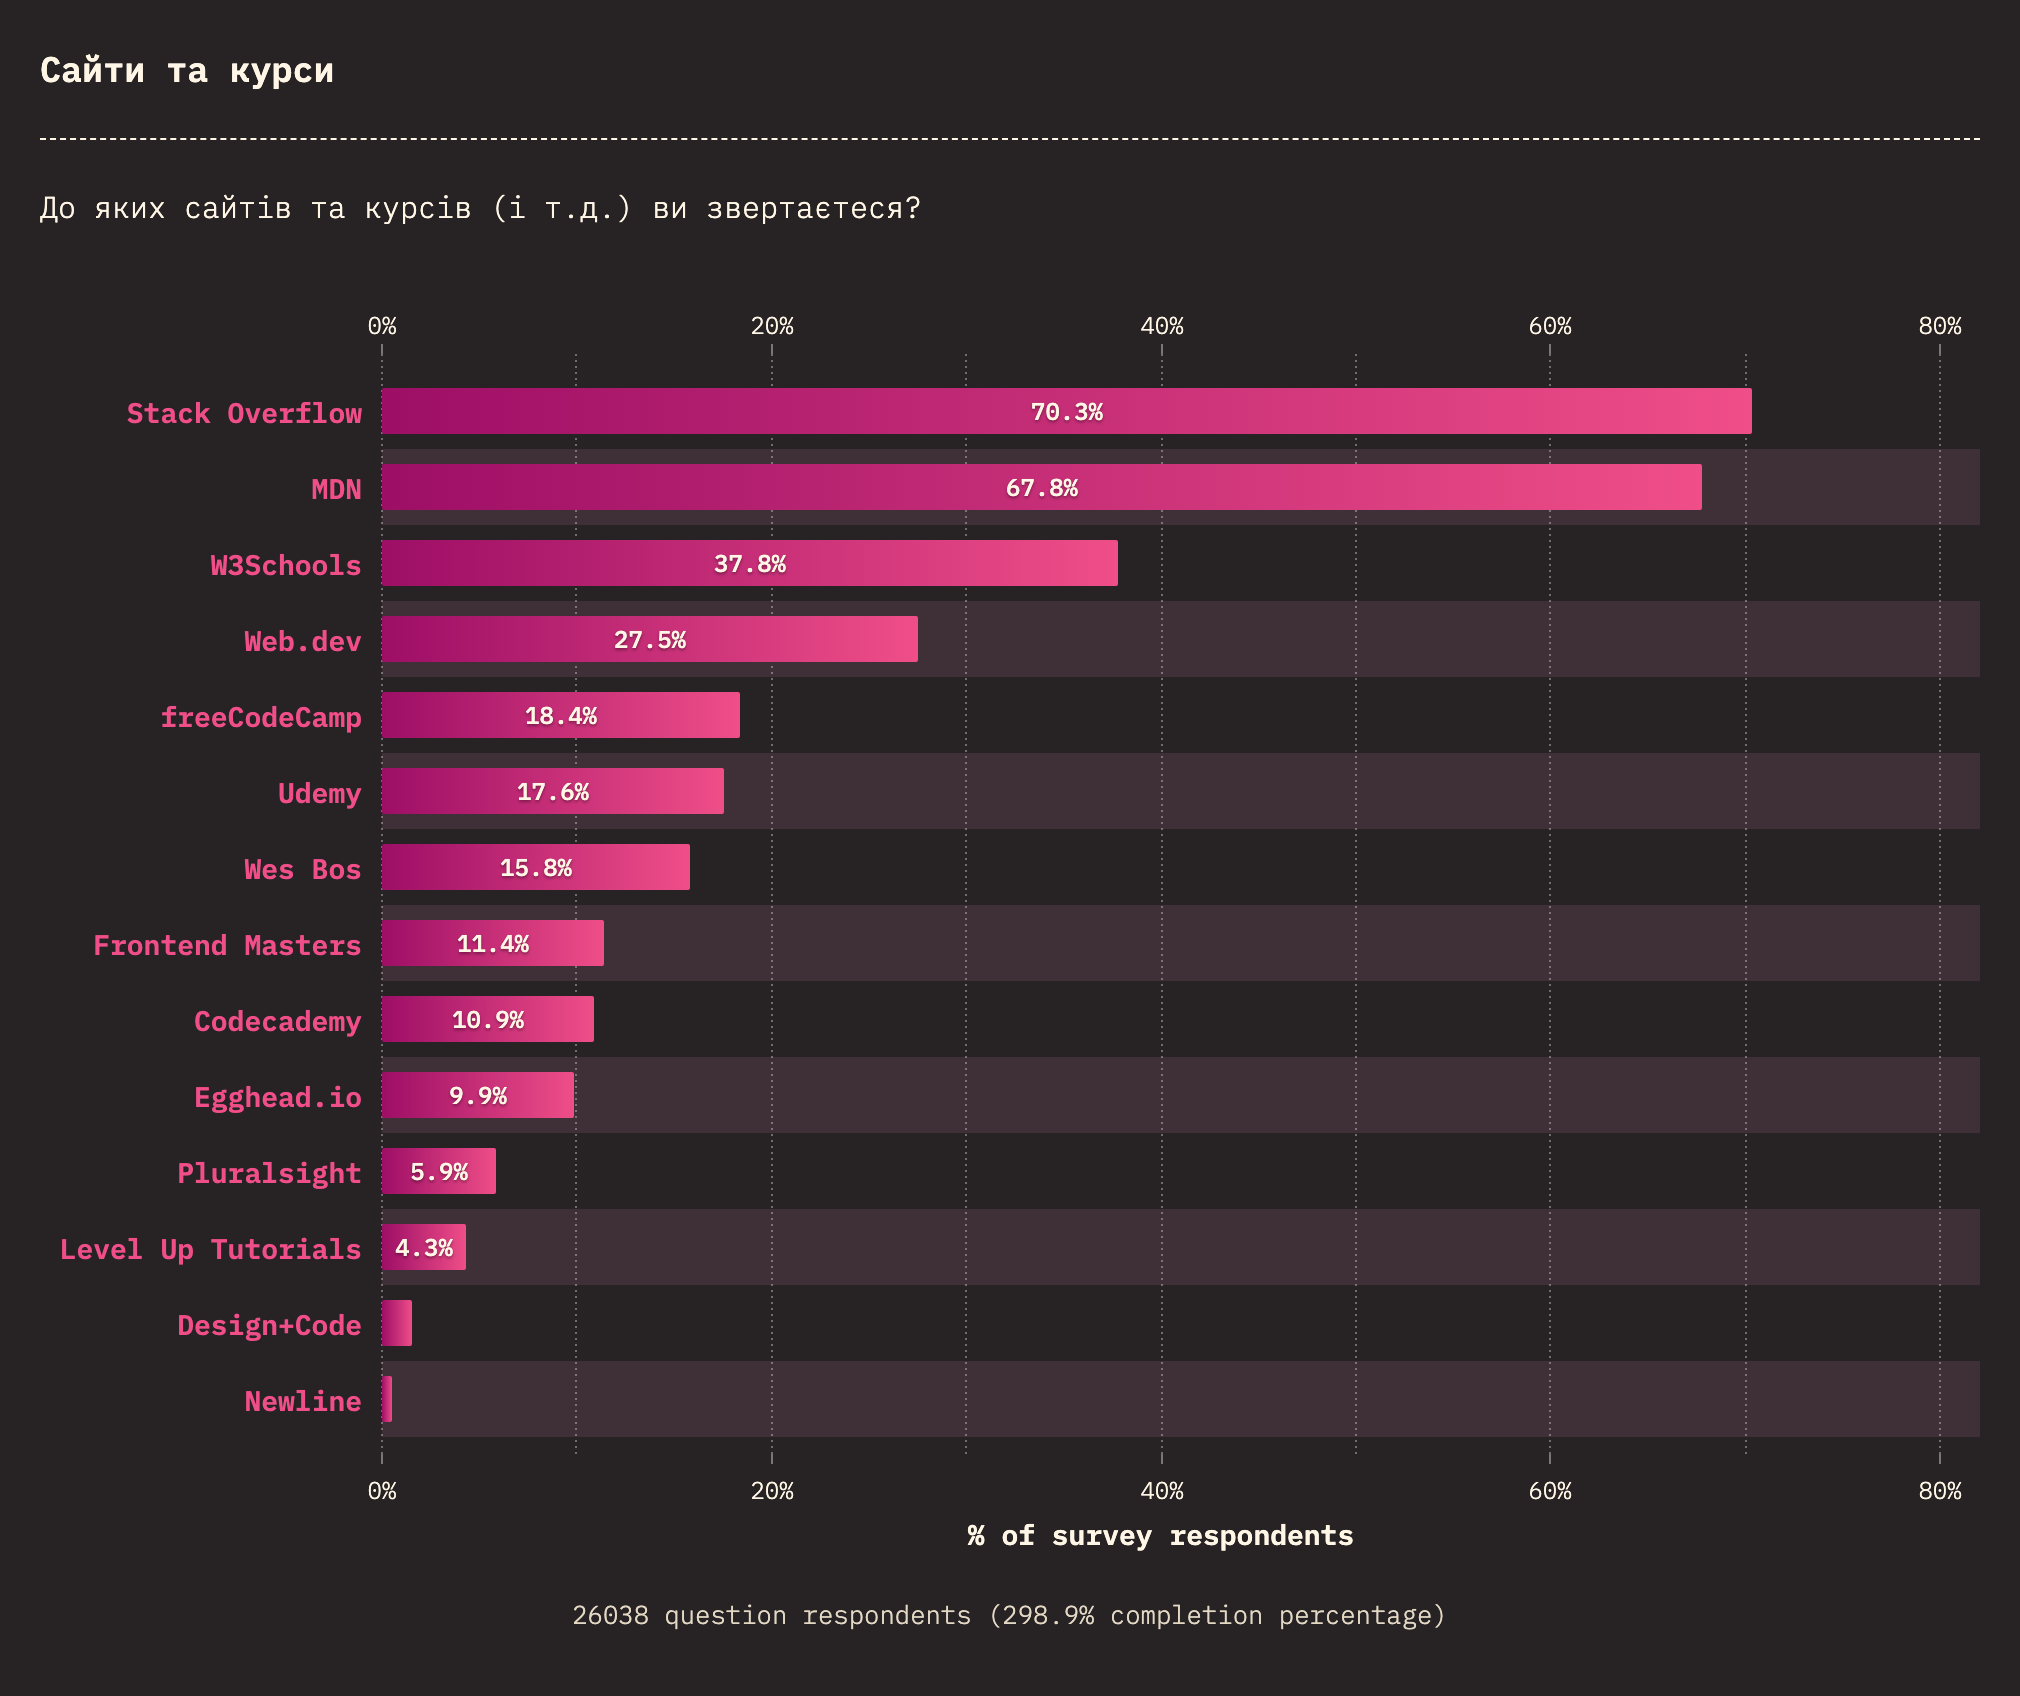 Сайти та курси
До яких сайтів та курсів (і т.д.) ви звертаєтеся?
0% 20% 40% 60% 80%
Stack Overflow 70.3%
MDN 67.8%
W3Schools 37.8%
Web.dev 27.5%
freeCodeCamp 18.4%
Udemy 17.6%
Wes Bos 15.8%
Frontend Masters 11.4%
Codecademy 10.9%
Egghead.io 9.9%
Pluralsight 5.9%
Level Up Tutorials 4.3%
Design+Code
Newline
0% 20% 40% 60% 80%
% of survey respondents
26038 question respondents (298.9% completion percentage)